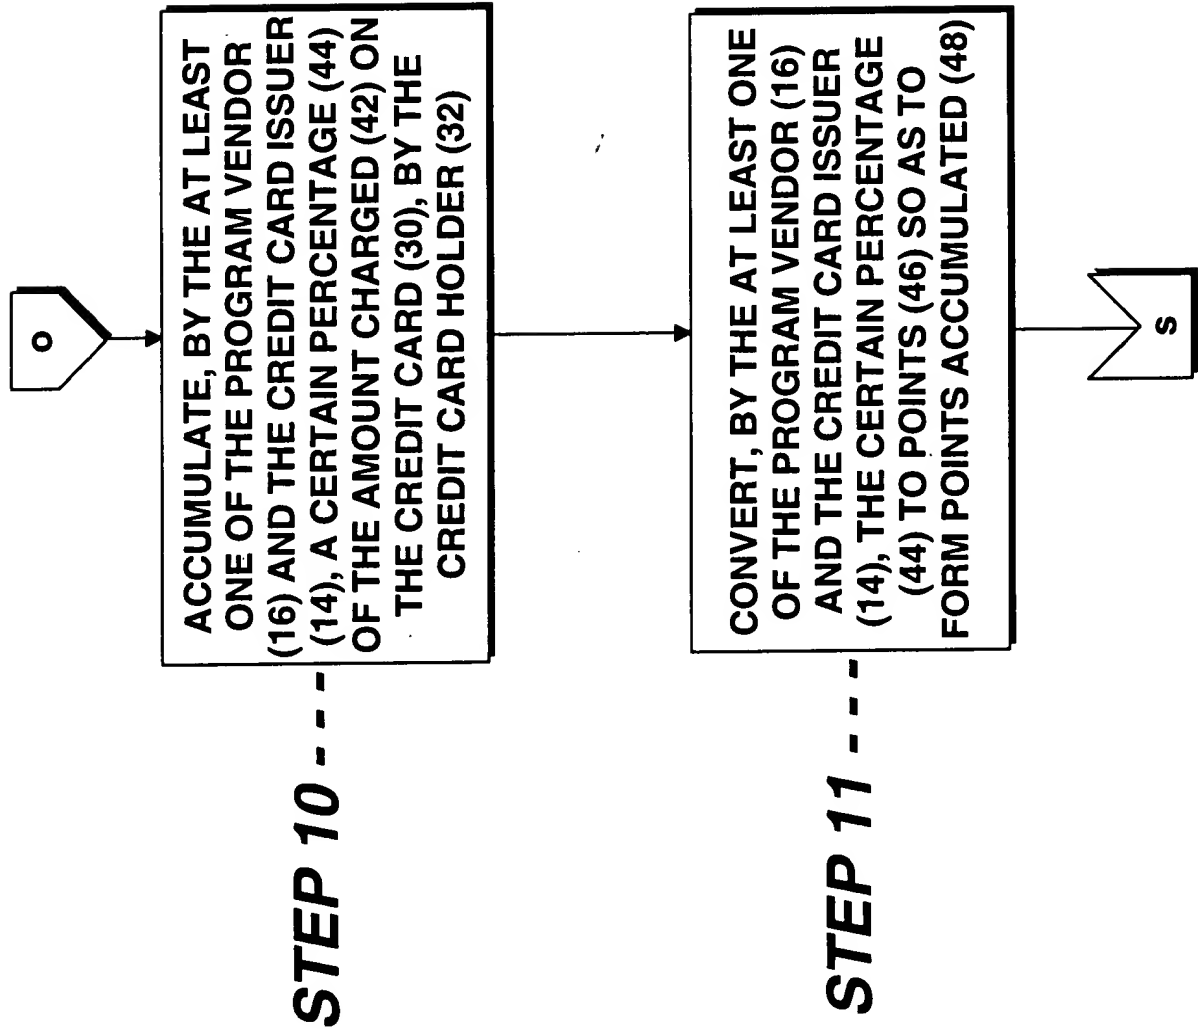 O
ACCUMULATE, BY THE AT LEAST
ONE OF THE PROGRAM VENDOR
(16) AND THE CREDIT CARD ISSUER
(14), A CERTAIN PERCENTAGE (44)
OF THE AMOUNT CHARGED (42) ON
THE CREDIT CARD (30), BY THE
CREDIT CARD HOLDER (32)
STEP 10 - - -
CONVERT, BY THE AT LEAST ONE
OF THE PROGRAM VENDOR (16)
AND THE CREDIT CARD ISSUER
(14), THE CERTAIN PERCENTAGE
(44) TO POINTS (46) SO AS TO
FORM POINTS ACCUMULATED (48)
STEP 11 - - -
S